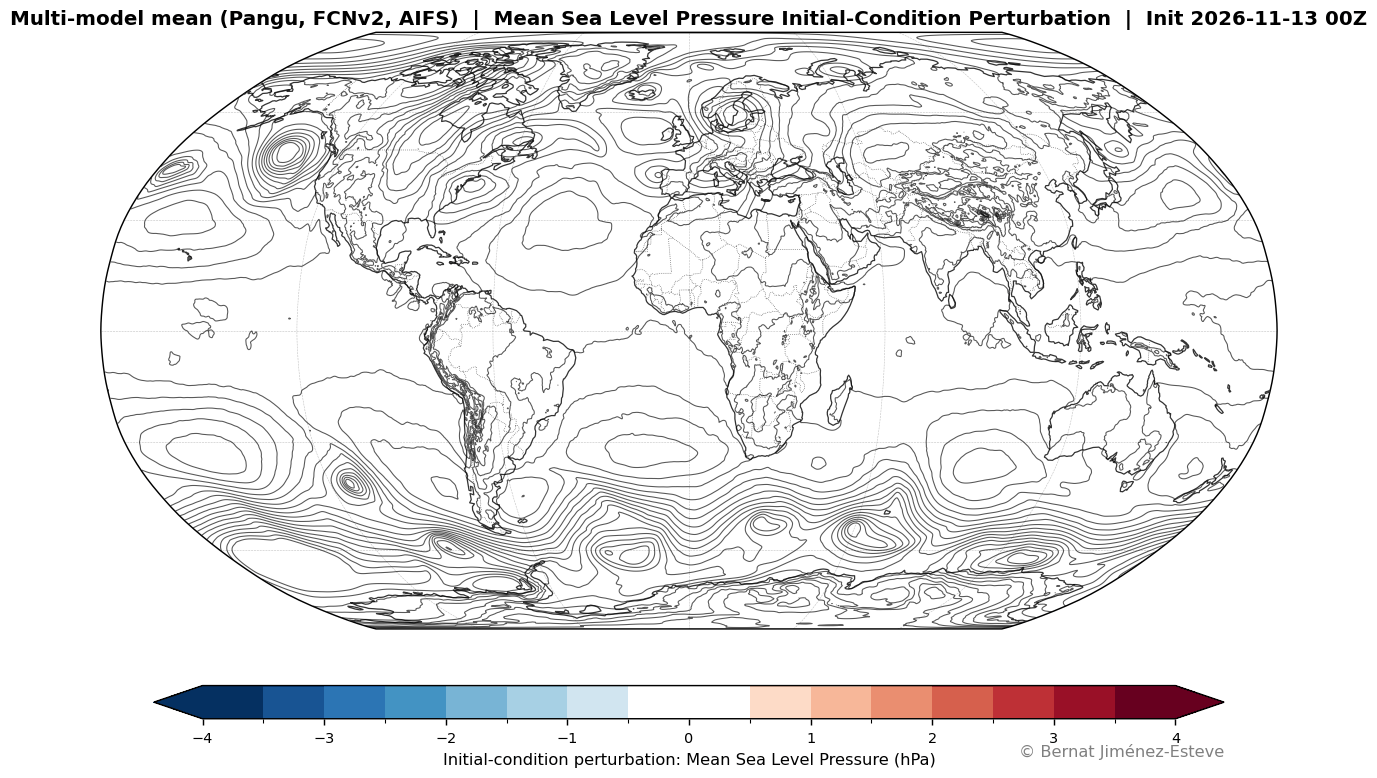 Multi-model mean (Pangu, FCNv2, AIFS)  |  Mean Sea Level Pressure Initial-Condition Perturbation  |  Init 2026-11-13 00Z
−4 −3 −2 −1 0 1 2 3 4
Initial-condition perturbation: Mean Sea Level Pressure (hPa)
© Bernat Jiménez-Esteve